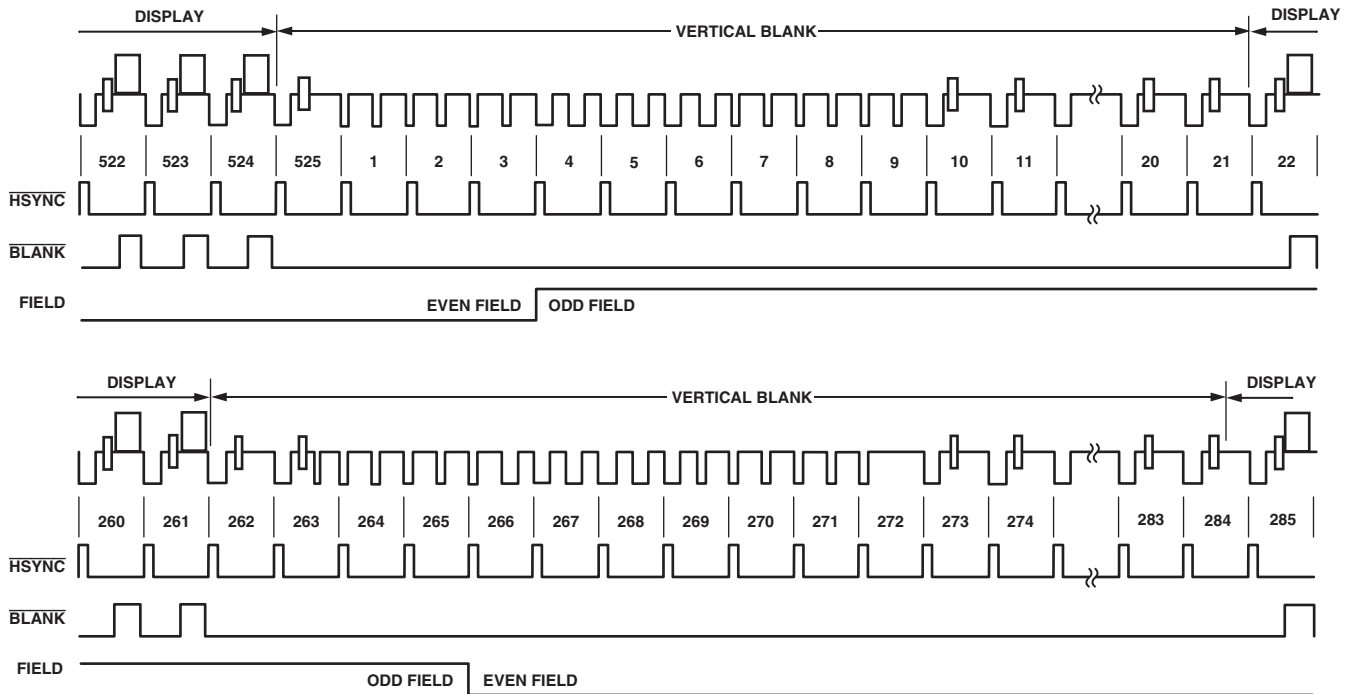 DISPLAY VERTICAL BLANK DISPLAY
522 523 524 525 1 2 3 4 5 6 7 8 9 10 11 20 21 22
HSYNC
BLANK
FIELD EVEN FIELD ODD FIELD
DISPLAY VERTICAL BLANK DISPLAY
260 261 262 263 264 265 266 267 268 269 270 271 272 273 274 283 284 285
HSYNC
BLANK
FIELD ODD FIELD EVEN FIELD